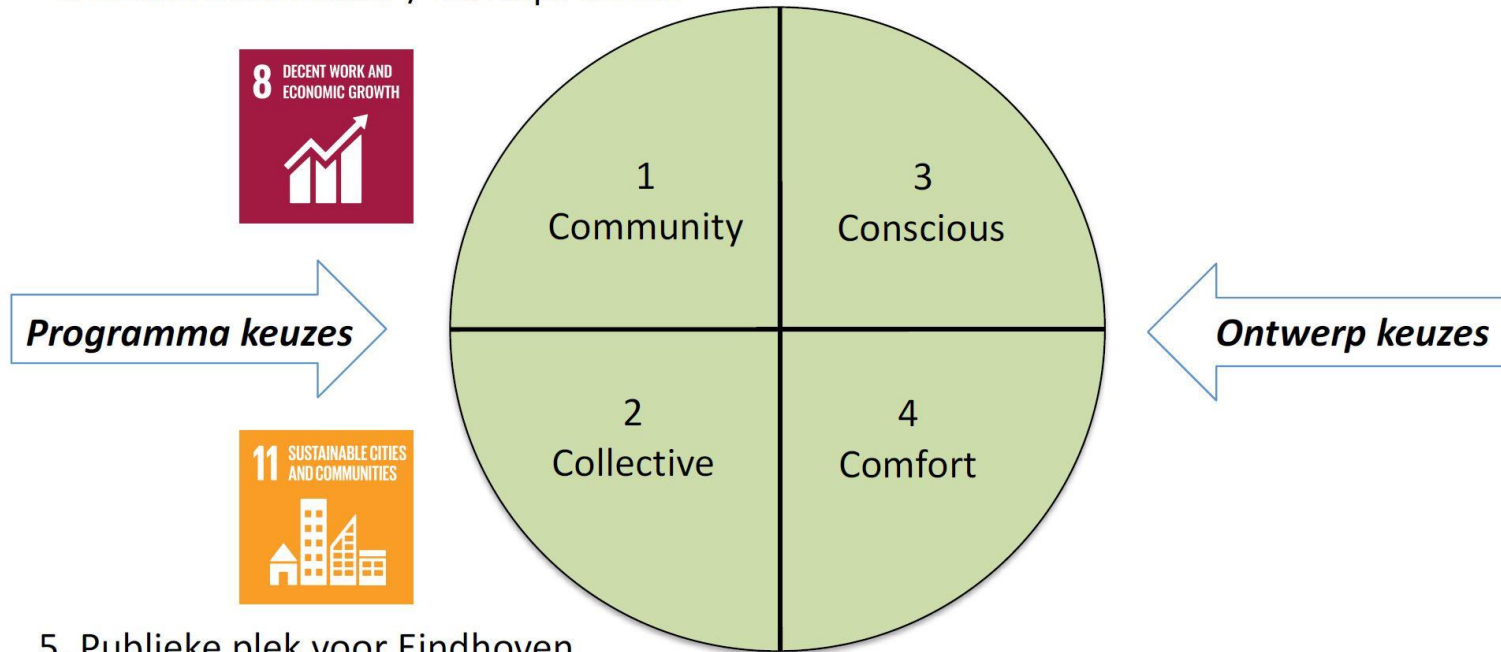 8 DECENT WORK AND
ECONOMIC GROWTH
1
Community
3
Conscious
Programma keuzes
Ontwerp keuzes
2
Collective
4
Comfort
11 SUSTAINABLE CITIES
AND COMMUNITIES
5. Publieke plek voor Eindhoven